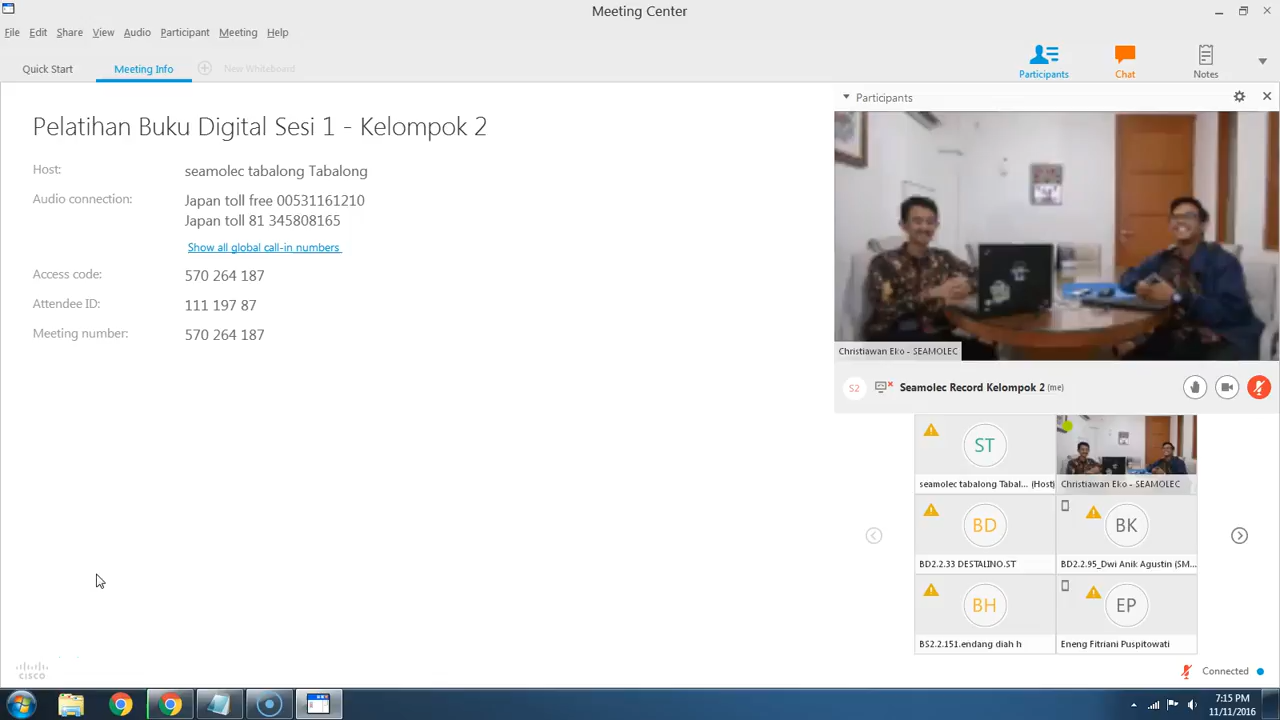 Meeting Center
File Edit Share View Audio Participant Meeting Help
Quick Start Meeting Info New Whiteboard
Participants Chat Notes
Participants
Pelatihan Buku Digital Sesi 1 - Kelompok 2
Host: seamolec tabalong Tabalong
Audio connection: Japan toll free 00531161210
Japan toll 81 345808165
Show all global call-in numbers
Access code: 570 264 187
Attendee ID: 111 197 87
Meeting number: 570 264 187
Christiawan Eko - SEAMOLEC
S2 Seamolec Record Kelompok 2 (me)
ST
seamolec tabalong Tabal... (Host) Christiawan Eko - SEAMOLEC
BD BK
BD2.2.33 DESTALINO.ST BD2.2.95_Dwi Anik Agustin (SM...
BH EP
BS2.2.151.endang diah h Eneng Fitriani Puspitowati
cisco
Connected
7:15 PM
11/11/2016